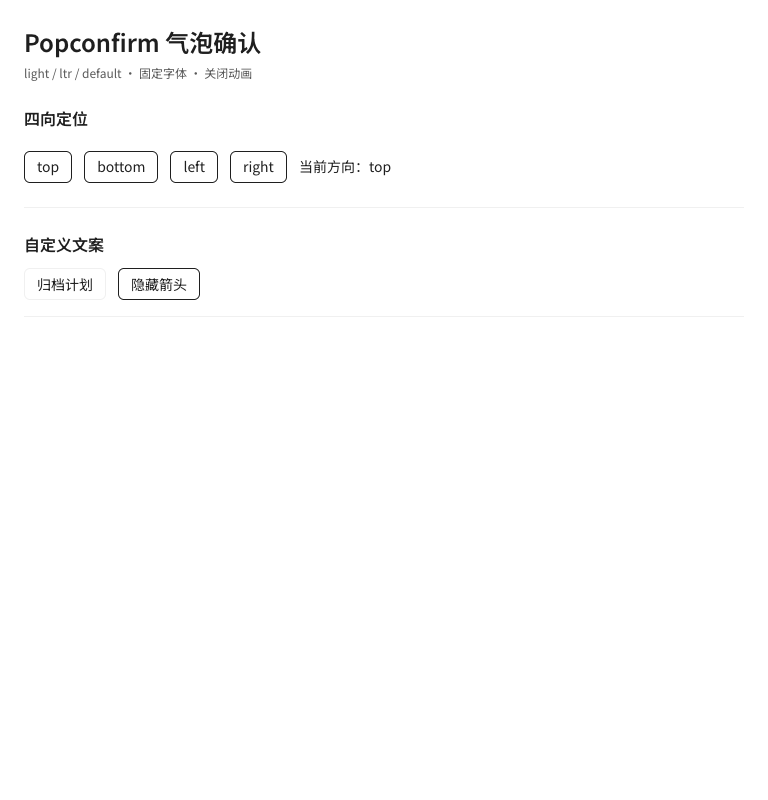 Popconfirm 气泡确认
light / ltr / default ・ 固定字体 ・ 关闭动画
四向定位
top bottom left right 当前方向：top
自定义文案
归档计划 隐藏箭头